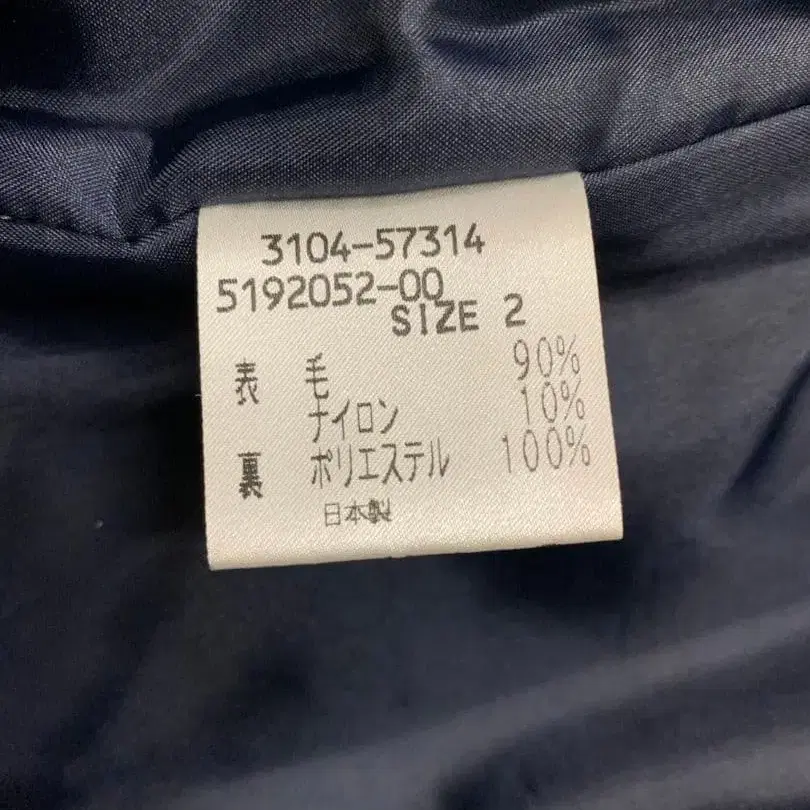 3104-57314
5192052-00
SIZE 2
表 毛 90%
ナイロン 10%
裏 ポリエステル 100%
日本製